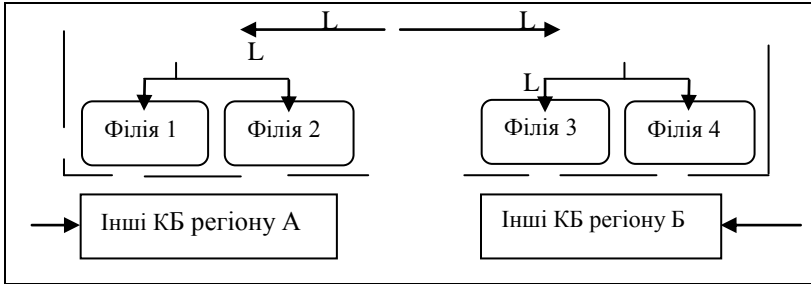 L L
L
L
Філія 1 Філія 2 Філія 3 Філія 4
Інші КБ регіону А Інші КБ регіону Б